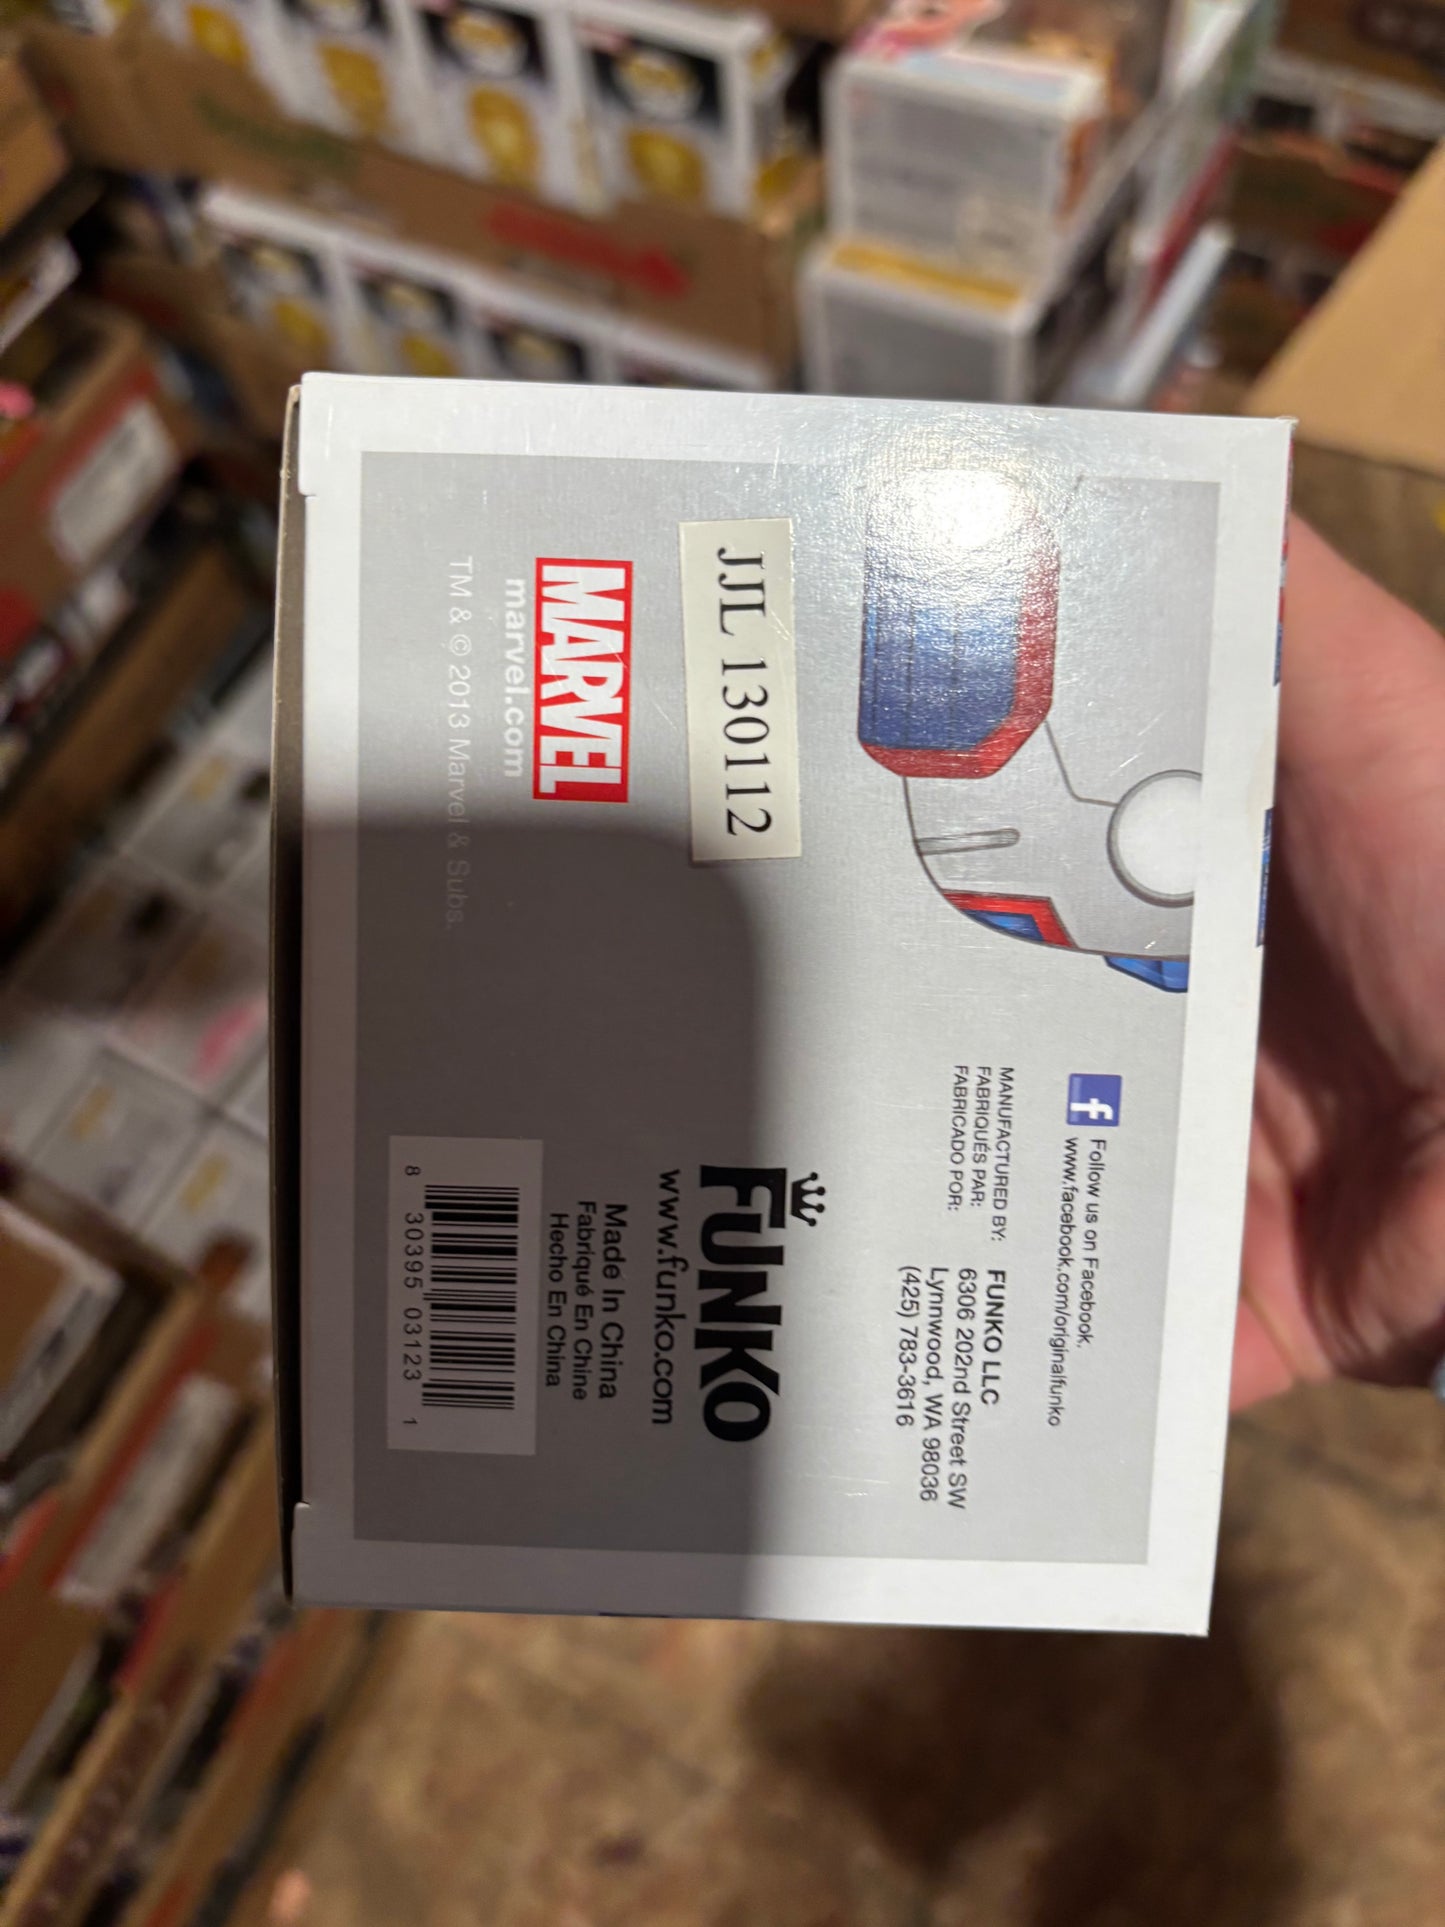 MARVEL
marvel.com
TM & © 2013 Marvel & Subs.
JJL 130112
f
Follow us on Facebook.
www.facebook.com/originalfunko
MANUFACTURED BY:
FABRIQUÉS PAR:
FABRICADO POR:
FUNKO LLC
6306 202nd Street SW
Lynnwood, WA 98036
(425) 783-3616
FUNKO
www.funko.com
Made In China
Fabriqué En Chine
Hecho En China
8 30395 03123 1